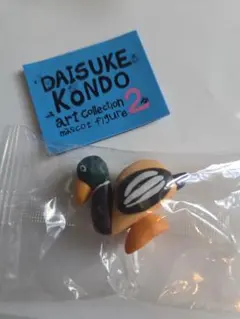 DAISUKE
KONDO
art collection 2
mascot figure